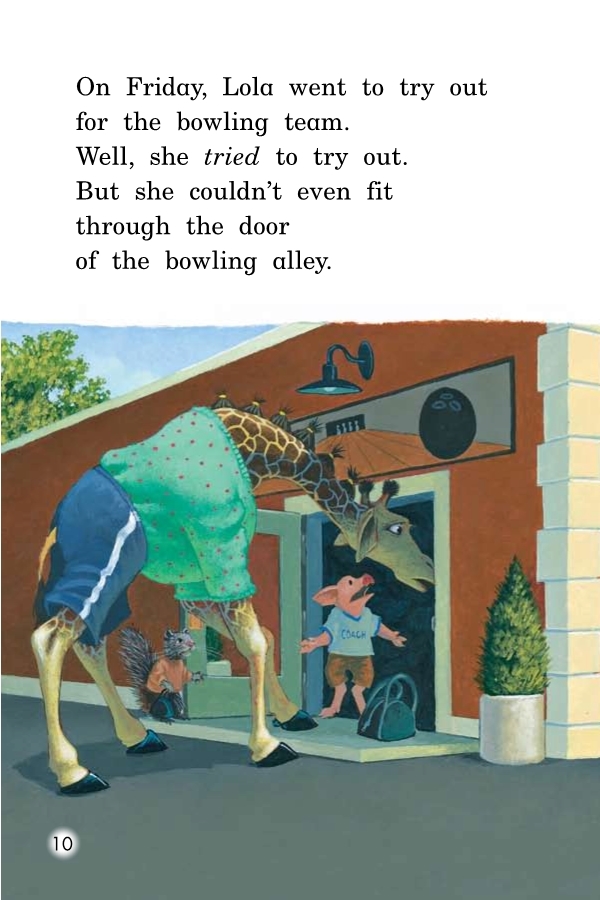 On Friday, Lola went to try out
for the bowling team.
Well, she tried to try out.
But she couldn't even fit
through the door
of the bowling alley.
COACH
10